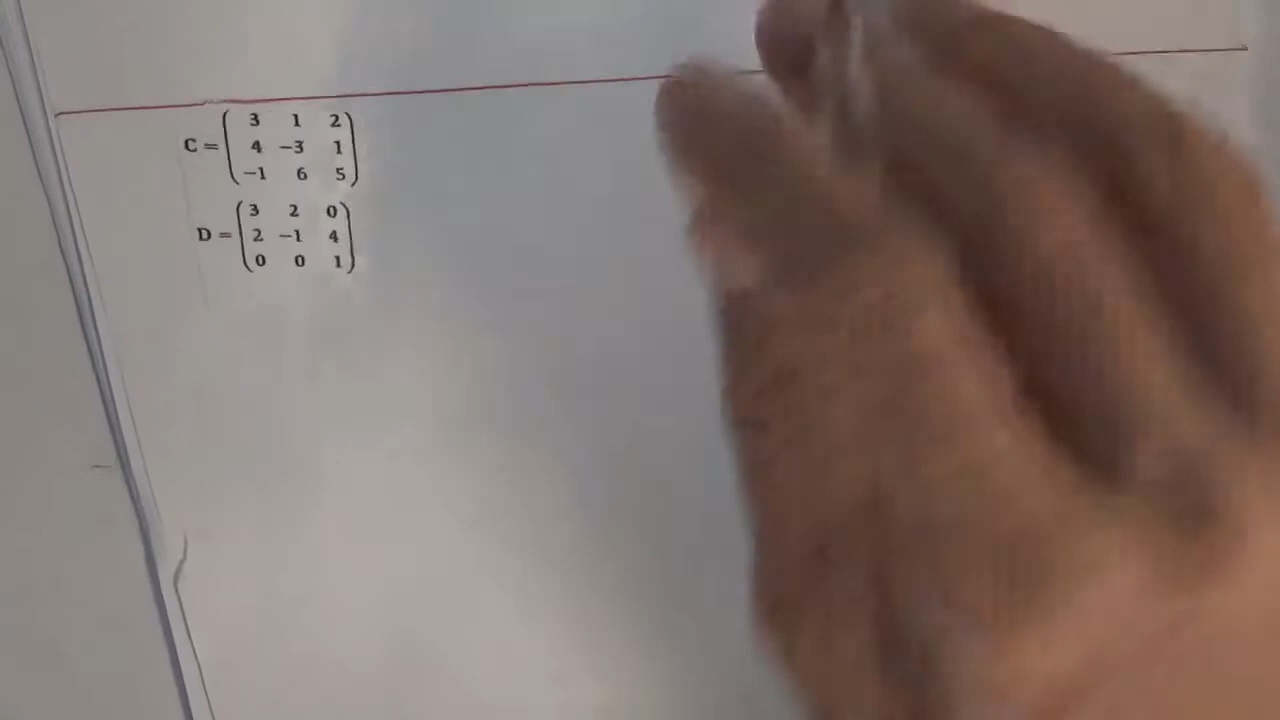 C = ( 3 1 2
4 −3 1
−1 6 5 )
D = ( 3 2 0
2 −1 4
0 0 1 )